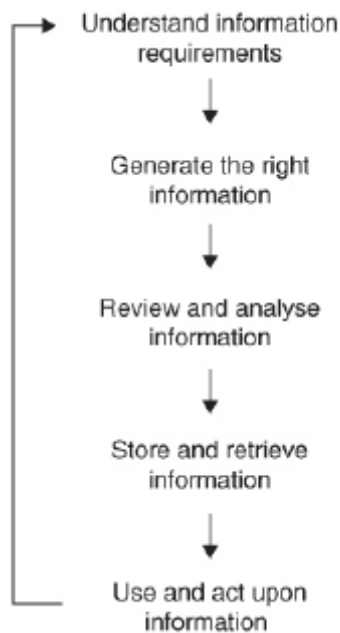 Understand information
requirements
Generate the right
information
Review and analyse
information
Store and retrieve
information
Use and act upon
information